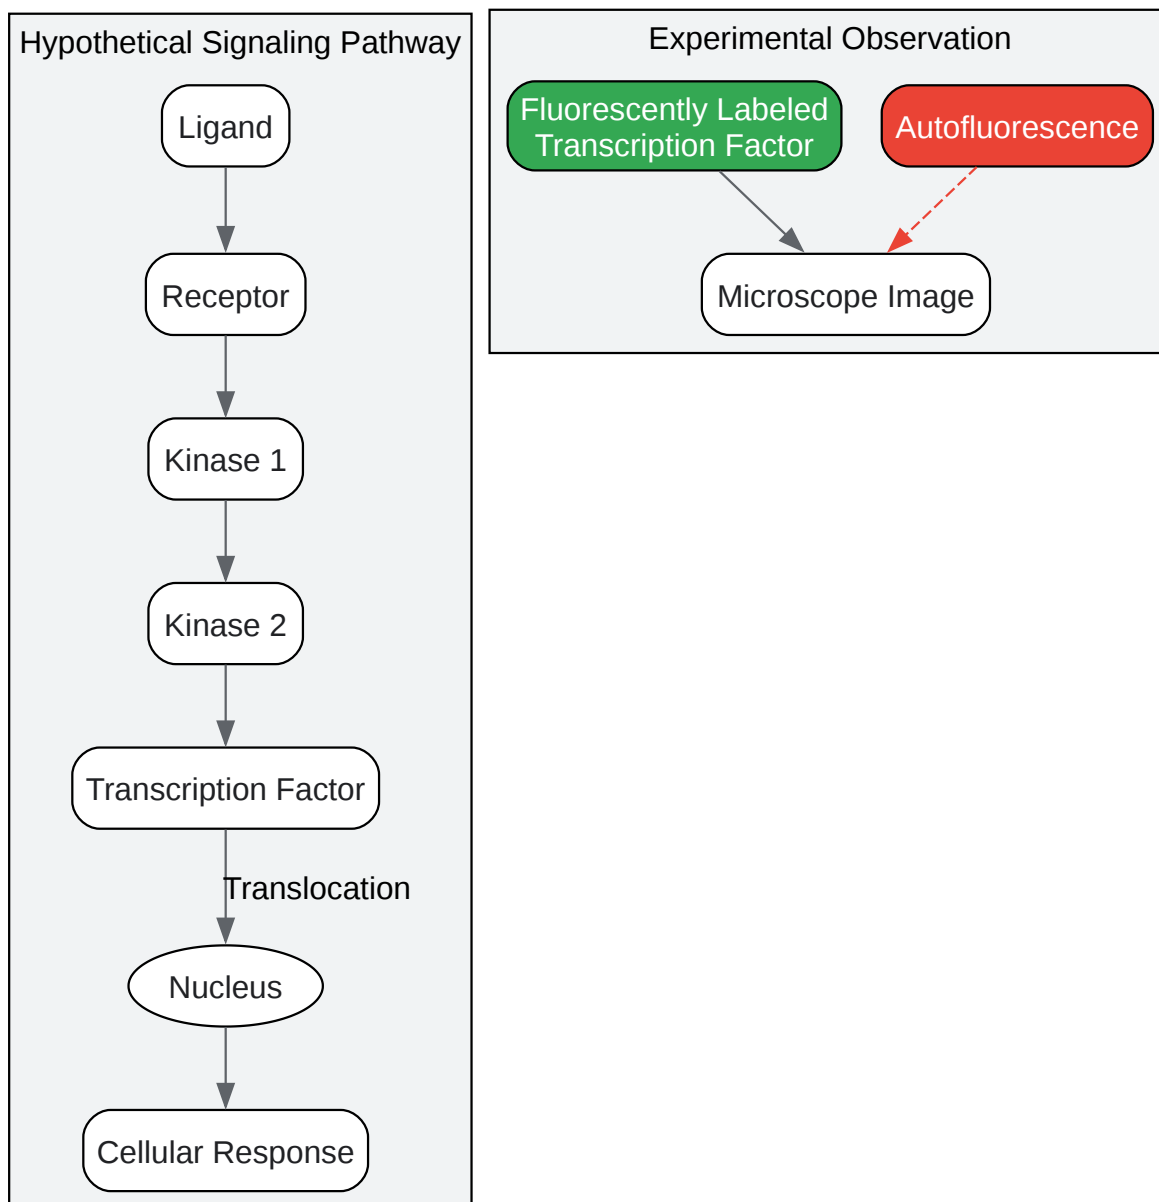 Hypothetical Signaling Pathway
Ligand
Receptor
Kinase 1
Kinase 2
Transcription Factor
Translocation
Nucleus
Cellular Response
Experimental Observation
Fluorescently Labeled
Transcription Factor
Autofluorescence
Microscope Image